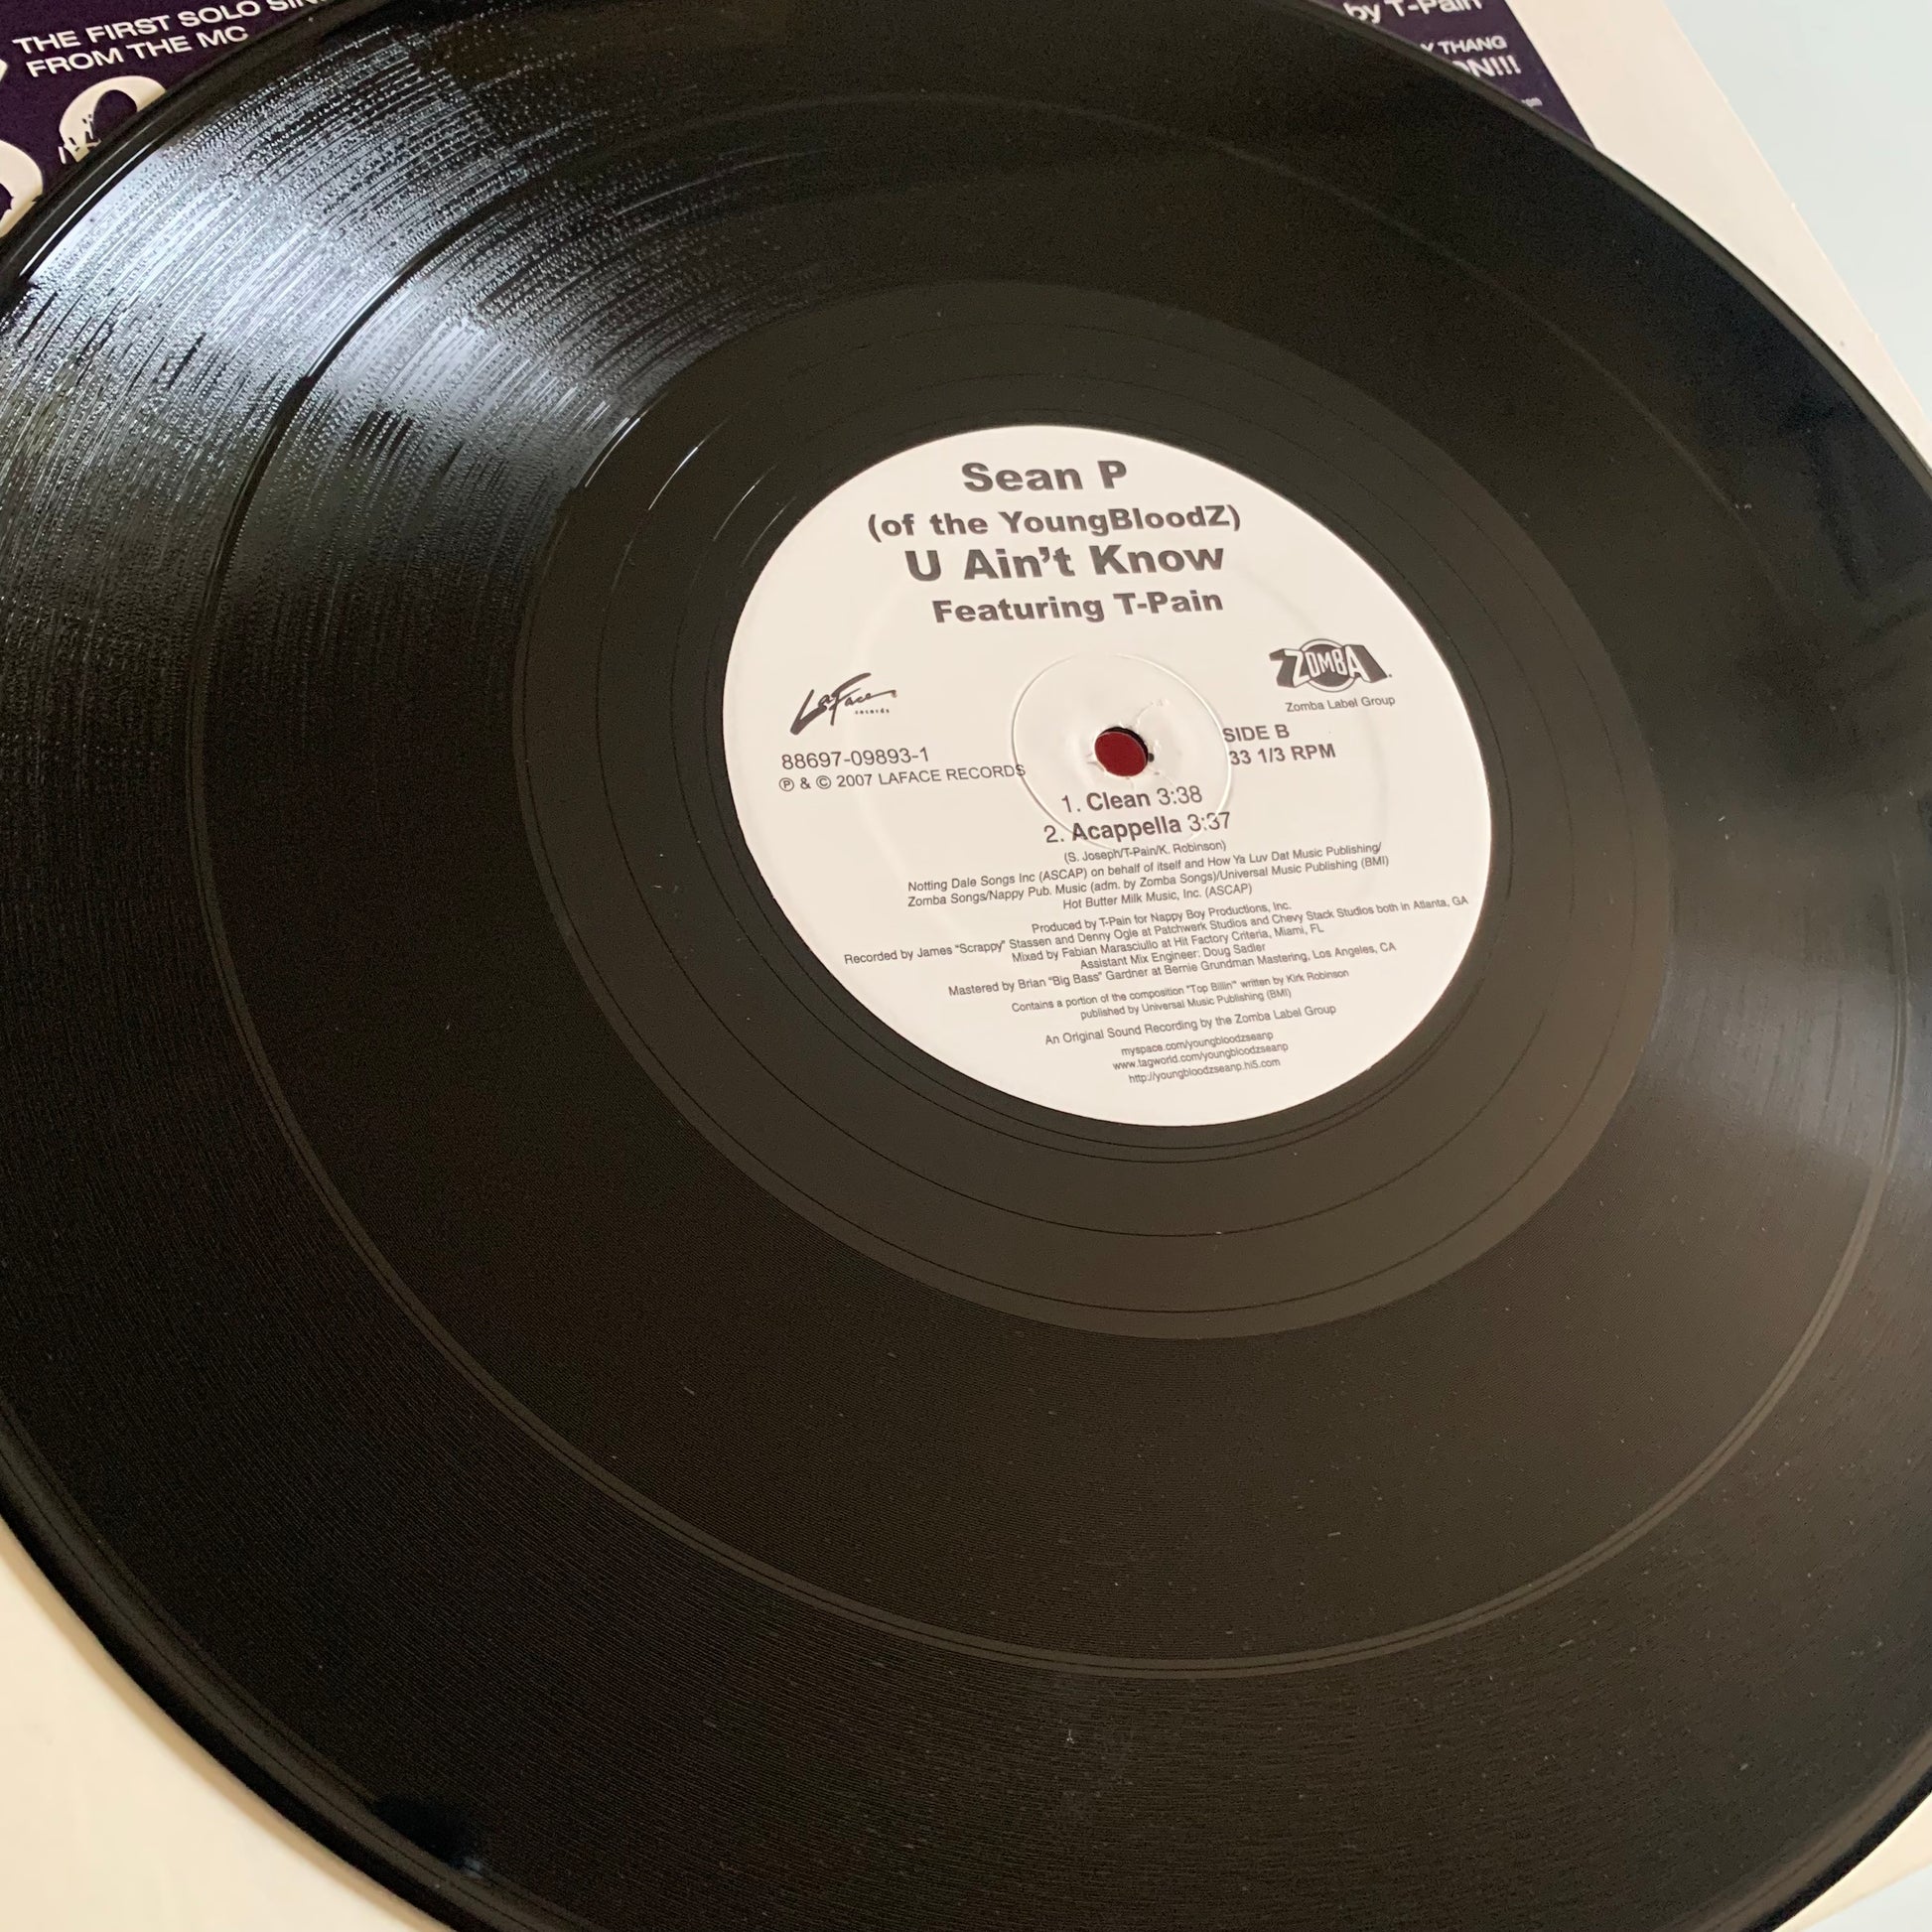 THE FIRST SOLO
FROM THE MC
by T-Pain
THANG
Sean P
(of the YoungBloodZ)
U Ain't Know
Featuring T-Pain
LaFace
records
ZOMBA
Zomba Label Group
88697-09893-1
℗ & © 2007 LAFACE RECORDS
SIDE B
33 1/3 RPM
1. Clean 3:38
2. Acappella 3:37
(S. Joseph/T-Pain/K. Robinson)
Notting Dale Songs Inc (ASCAP) on behalf of itself and How Ya Luv Dat Music Publishing/
Zomba Songs/Nappy Pub. Music (adm. by Zomba Songs)/Universal Music Publishing (BMI)
Hot Butter Milk Music, Inc. (ASCAP)
Produced by T-Pain for Nappy Boy Productions, Inc.
Recorded by James "Scrappy" Stassen and Denny Ogle at Patchwerk Studios and Chevy Stack Studios both in Atlanta, GA
Mixed by Fabian Marasciullo at Hit Factory Criteria, Miami, FL
Assistant Mix Engineer: Doug Sadler
Mastered by Brian "Big Bass" Gardner at Bernie Grundman Mastering, Los Angeles, CA
Contains a portion of the composition "Top Billin'" written by Kirk Robinson
published by Universal Music Publishing (BMI)
An Original Sound Recording by the Zomba Label Group
myspace.com/youngbloodzseanp
www.tagworld.com/youngbloodzseanp
http://youngbloodzseanp.hi5.com